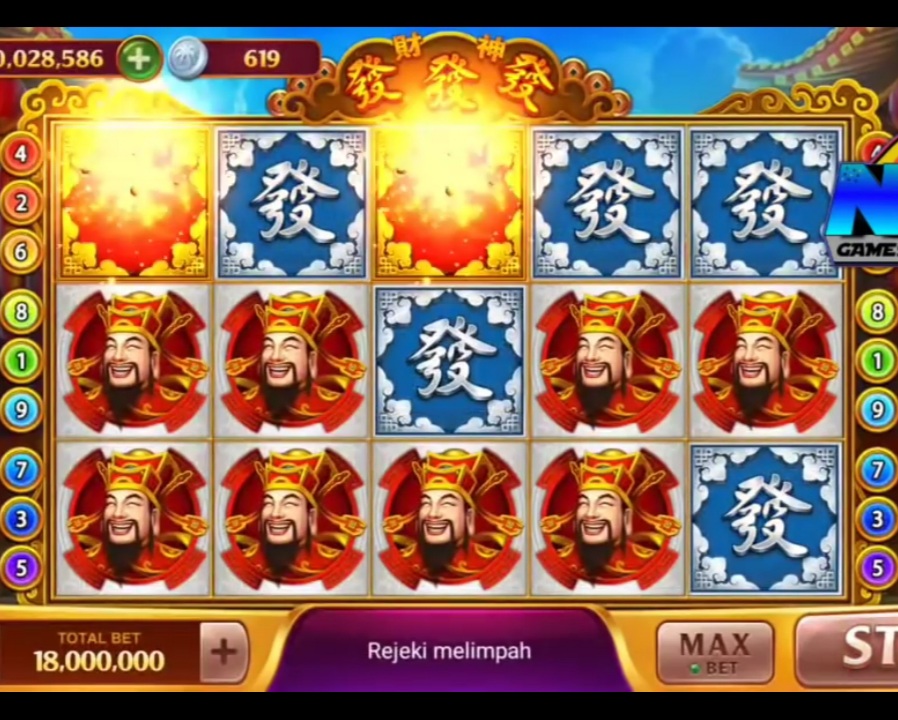 0,028,586
619
財 神
發 發 發
4
2 發 發 發
6
N
GAME
8 8
1 發 1
9 9
7 7
3 發 3
5 5
TOTAL BET
18,000,000
Rejeki melimpah
MAX
BET
ST